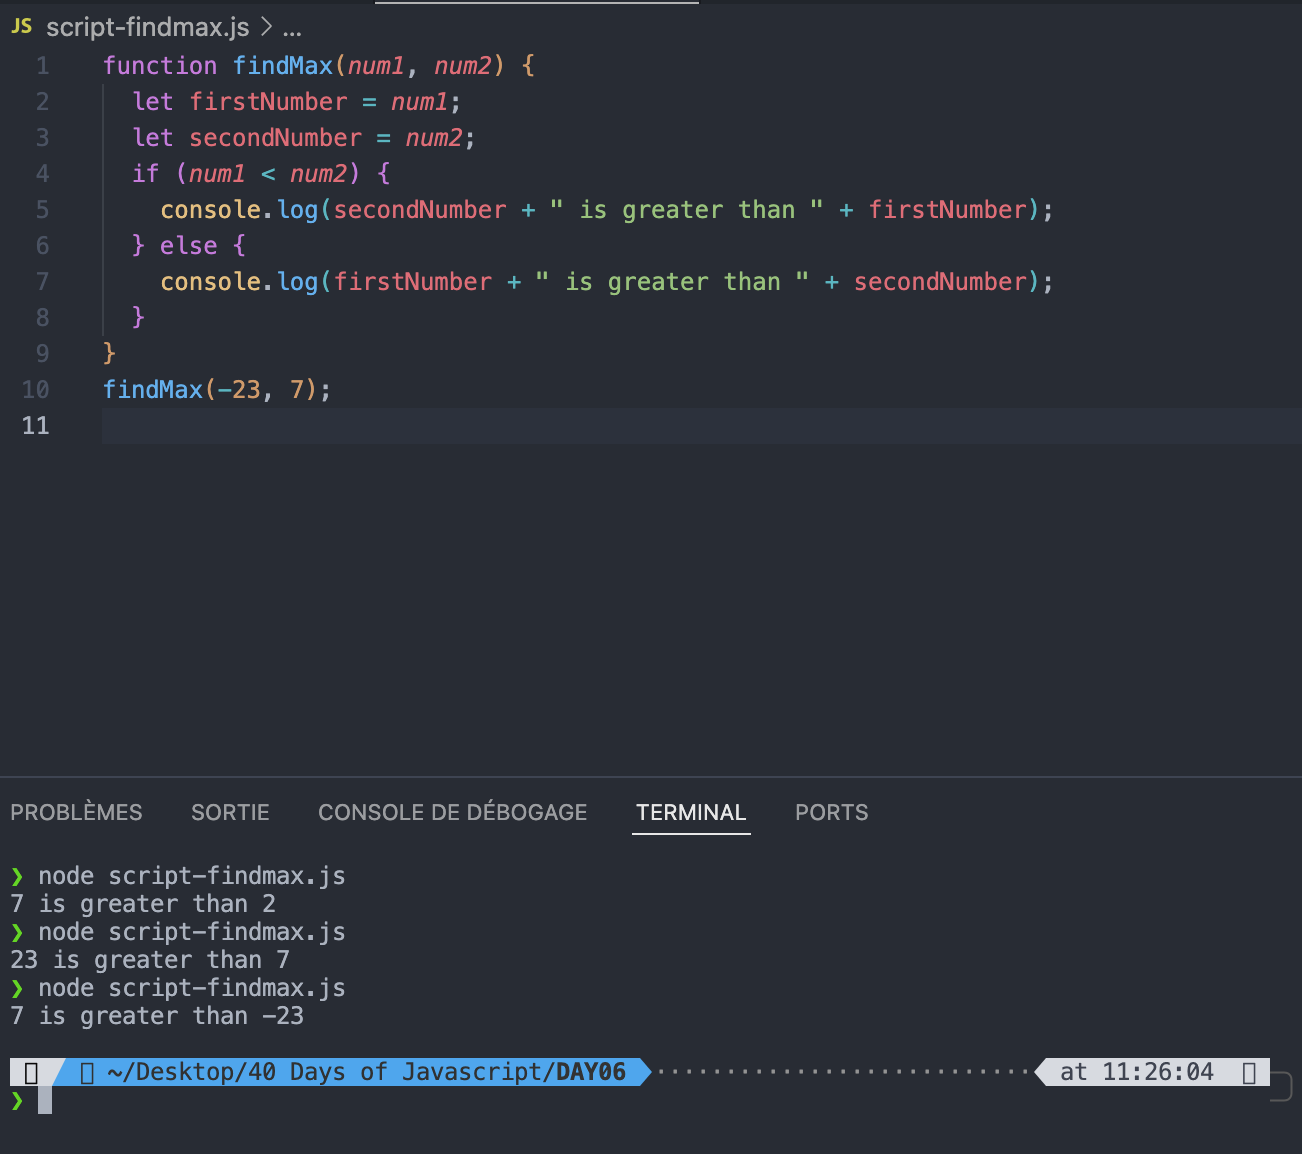 JS script-findmax.js > ...
1 function findMax(num1, num2) {
2   let firstNumber = num1;
3   let secondNumber = num2;
4   if (num1 < num2) {
5     console.log(secondNumber + " is greater than " + firstNumber);
6   } else {
7     console.log(firstNumber + " is greater than " + secondNumber);
8   }
9 }
10 findMax(-23, 7);
11
PROBLÈMES SORTIE CONSOLE DE DÉBOGAGE TERMINAL PORTS
❯ node script-findmax.js
7 is greater than 2
❯ node script-findmax.js
23 is greater than 7
❯ node script-findmax.js
7 is greater than -23
~/Desktop/40 Days of Javascript/DAY06 at 11:26:04
❯